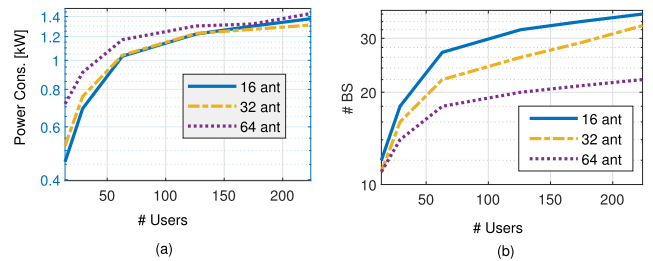 1.4
1.2
1
0.8
0.6
0.4
Power Cons. [kW]
16 ant
32 ant
64 ant
50 100 150 200
# Users
(a)
30
20
10
# BS
16 ant
32 ant
64 ant
50 100 150 200
# Users
(b)